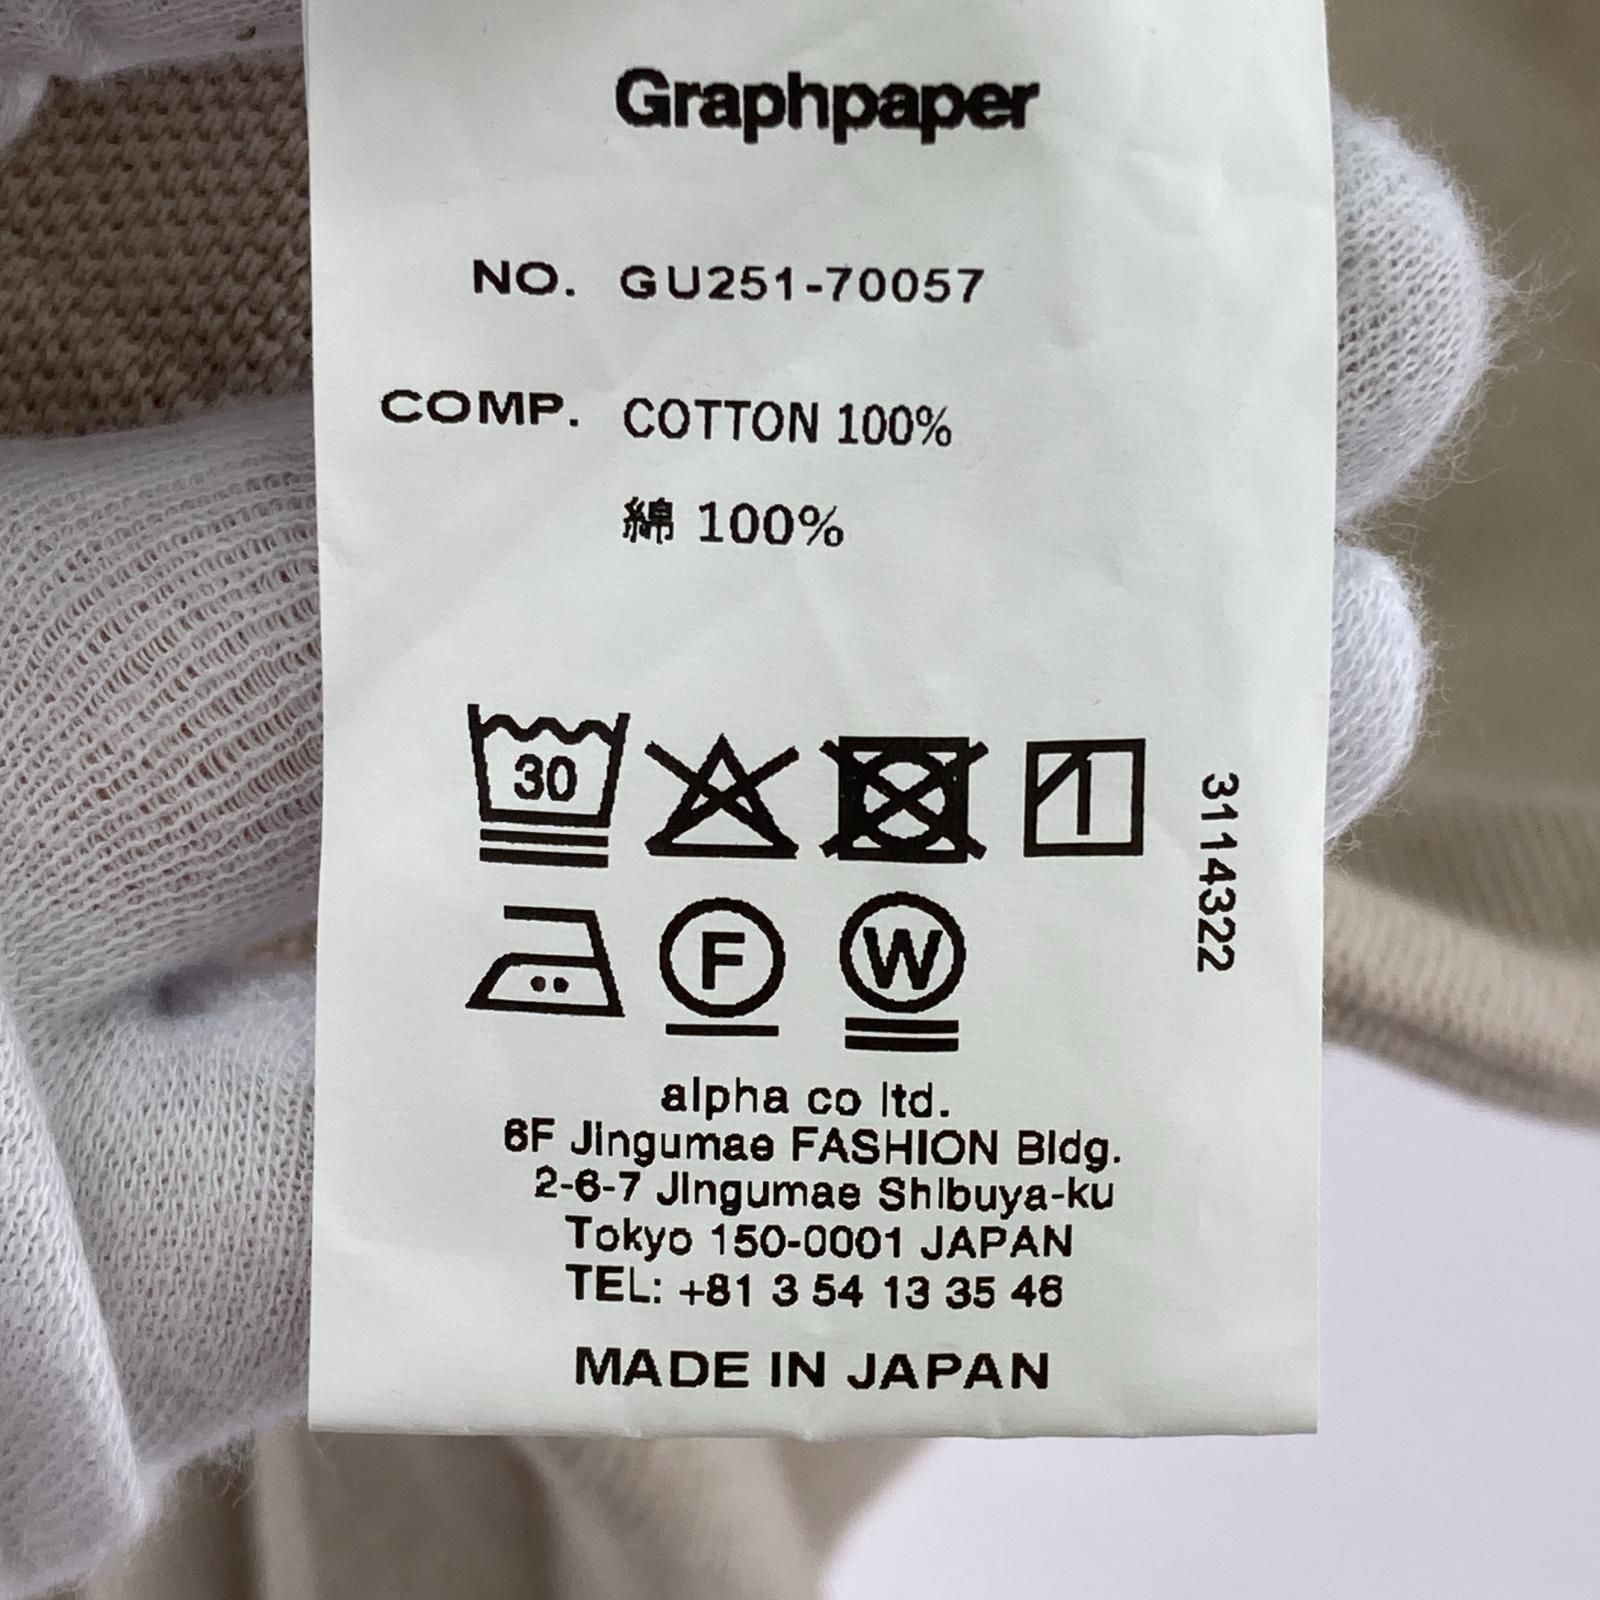 Graphpaper
NO. GU251-70057
COMP. COTTON 100%
綿 100%
30
F W
3114322
alpha co ltd.
6F Jingumae FASHION Bldg.
2-6-7 Jingumae Shibuya-ku
Tokyo 150-0001 JAPAN
TEL: +81 3 54 13 35 46
MADE IN JAPAN